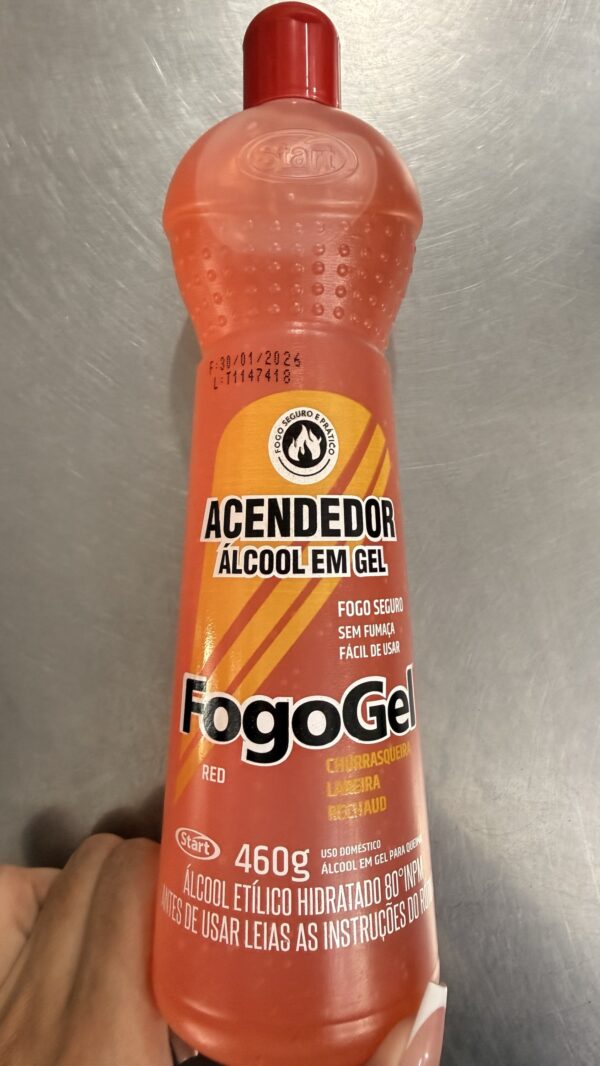 Start
F:30/01/2026
L:T1147418
FOGO SEGURO E PRÁTICO
ACENDEDOR
ÁLCOOL EM GEL
FOGO SEGURO
SEM FUMAÇA
FÁCIL DE USAR
FogoGel
RED
CHURRASQUEIRA
LAREIRA
RECHAUD
Start
460g
USO DOMÉSTICO
ÁLCOOL EM GEL PARA
ÁLCOOL ETÍLICO HIDRATADO 80°INPM
ANTES DE USAR LEIAS AS INSTRUÇÕES DO